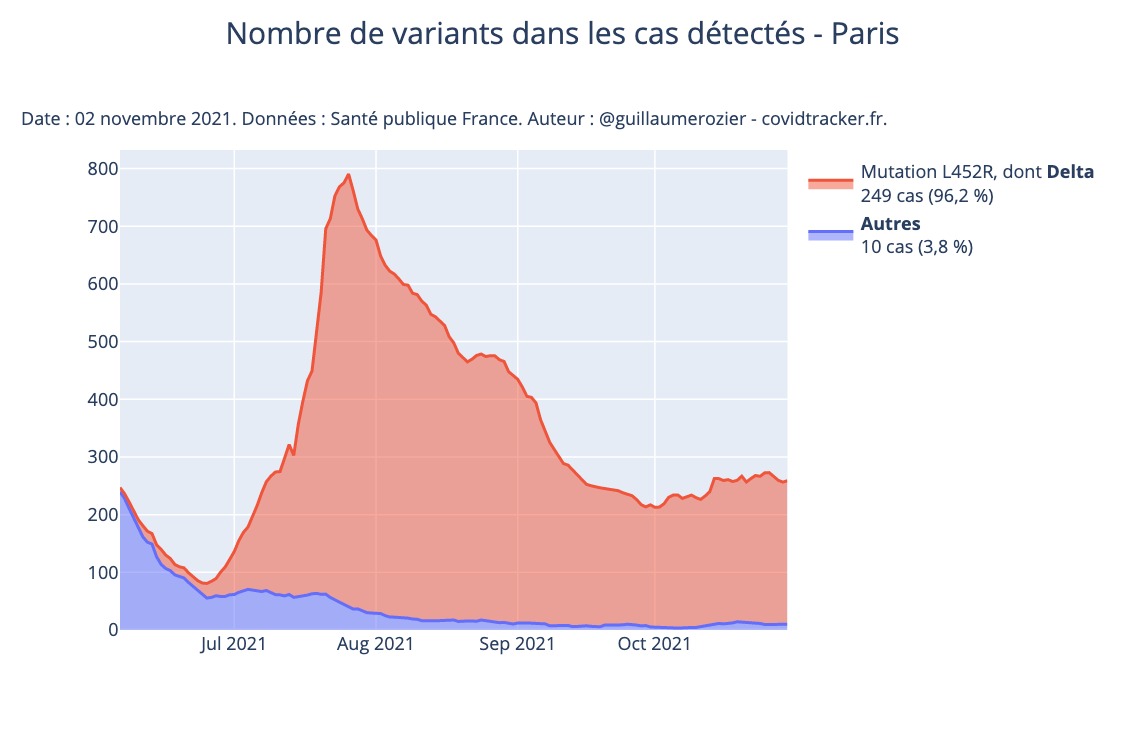 Nombre de variants dans les cas détectés - Paris
Date : 02 novembre 2021. Données : Santé publique France. Auteur : @guillaumerozier - covidtracker.fr.
Mutation L452R, dont Delta
249 cas (96,2 %)
Autres
10 cas (3,8 %)
800
700
600
500
400
300
200
100
0
Jul 2021
Aug 2021
Sep 2021
Oct 2021